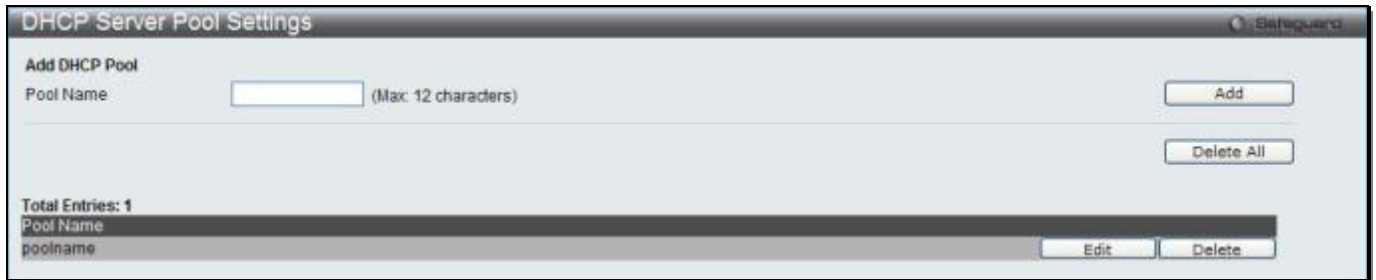 DHCP Server Pool Settings
Safeguard
Add DHCP Pool
Pool Name (Max: 12 characters) Add
Delete All
Total Entries: 1
Pool Name
poolname Edit Delete